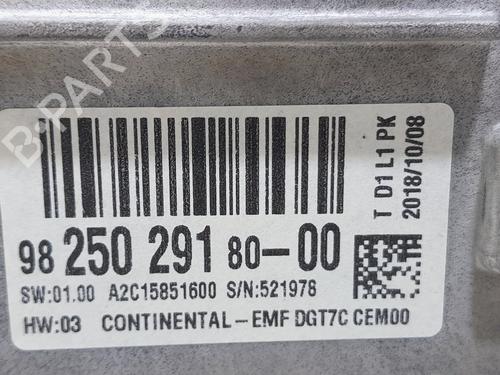 98 250 291 80-00
SW:01.00 A2C15851600 S/N:521978
HW:03 CONTINENTAL-EMF DGT7C CEM00
T D1 L1 PK
2018/10/08
B-PARTS